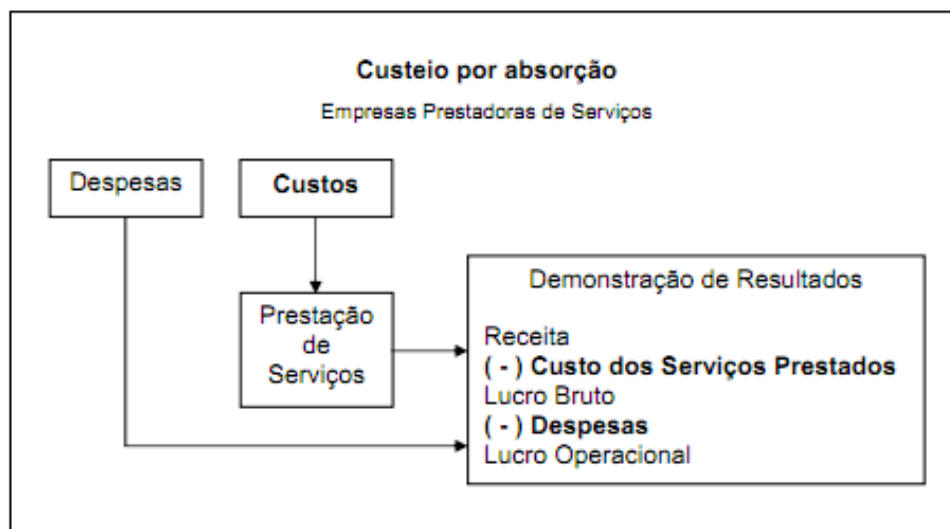 Custeio por absorção
Empresas Prestadoras de Serviços
Despesas
Custos
Prestação
de
Serviços
Demonstração de Resultados
Receita
( - ) Custo dos Serviços Prestados
Lucro Bruto
( - ) Despesas
Lucro Operacional